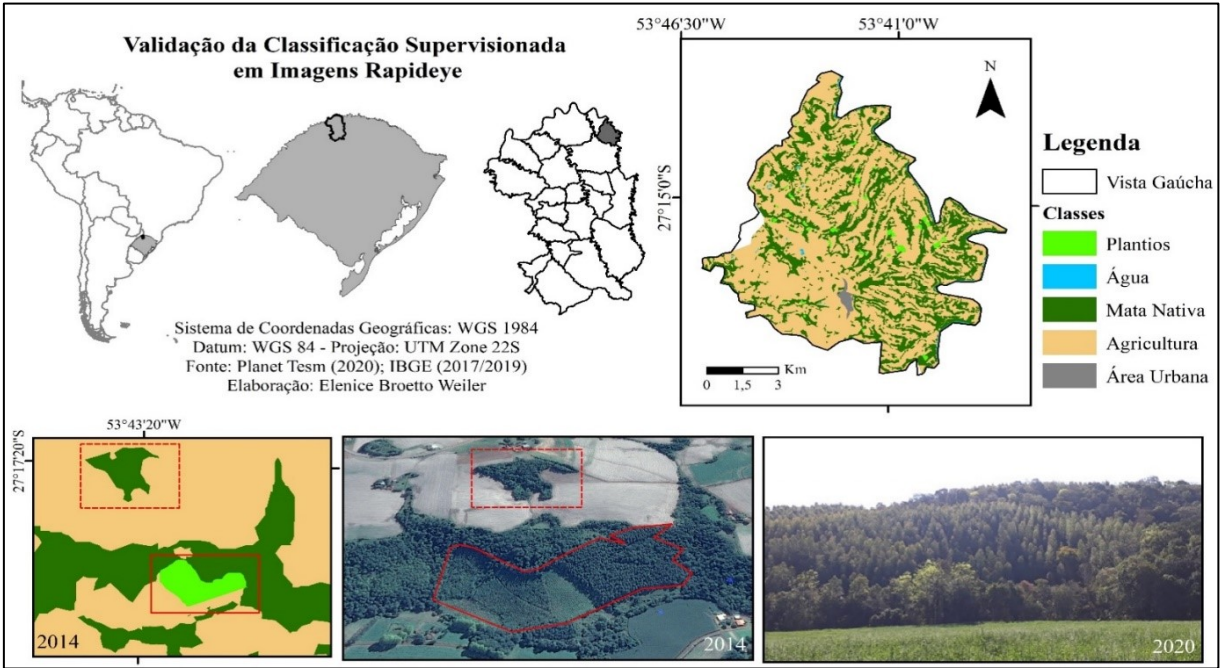 Validação da Classificação Supervisionada
em Imagens Rapideye
Sistema de Coordenadas Geográficas: WGS 1984
Datum: WGS 84 - Projeção: UTM Zone 22S
Fonte: Planet Tesm (2020); IBGE (2017/2019)
Elaboração: Elenice Broetto Weiler
53°46'30"W
53°41'0"W
27°15'0"S
N
Km
0
1,5
3
Legenda
Vista Gaúcha
Classes
Plantios
Água
Mata Nativa
Agricultura
Área Urbana
53°43'20"W
27°17'20"S
2014
2014
2020